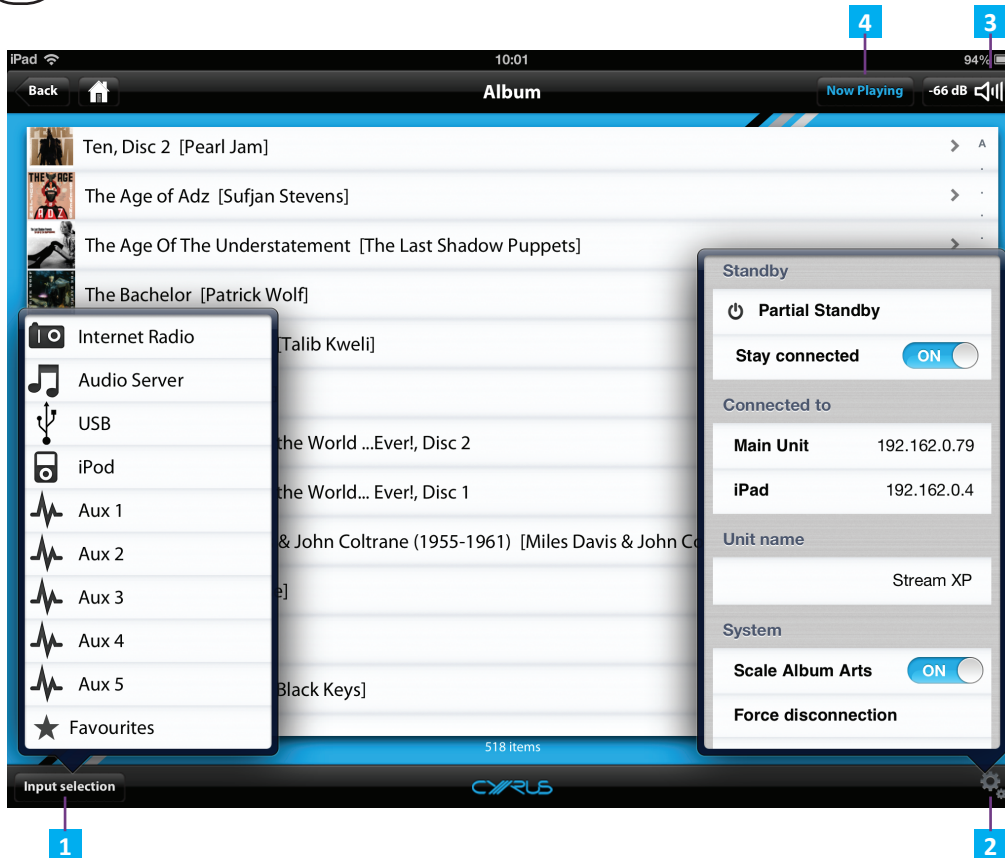 4
3
iPad
10:01
94%
Back
Album
Now Playing
-66 dB
Ten, Disc 2 [Pearl Jam]
A
THE AGE
ADZ
The Age of Adz [Sufjan Stevens]
The Age Of The Understatement [The Last Shadow Puppets]
The Bachelor [Patrick Wolf]
[Talib Kweli]
the World ...Ever!, Disc 2
the World... Ever!, Disc 1
& John Coltrane (1955-1961) [Miles Davis & John Co
e]
Black Keys]
518 items
Internet Radio
Audio Server
USB
iPod
Aux 1
Aux 2
Aux 3
Aux 4
Aux 5
Favourites
Standby
Partial Standby
Stay connected ON
Connected to
Main Unit 192.162.0.79
iPad 192.162.0.4
Unit name
Stream XP
System
Scale Album Arts ON
Force disconnection
Input selection
CYRUS
1
2